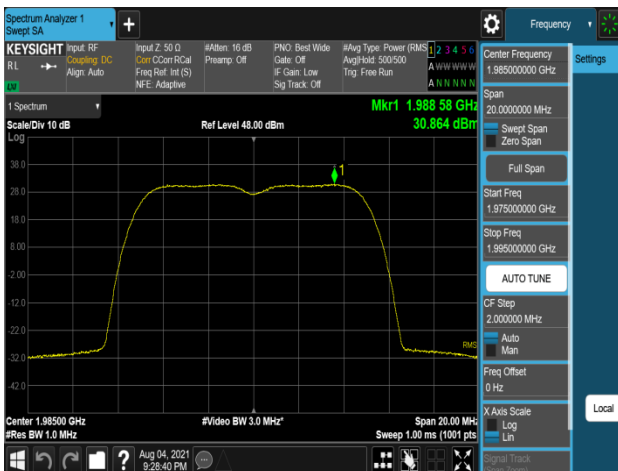 Spectrum Analyzer 1
Swept SA
+
Frequency
KEYSIGHT
RL
LU
Input: RF
Coupling: DC
Align: Auto
Input Z: 50 Ω
Corr CCorr RCal
Freq Ref: Int (S)
NFE: Adaptive
#Atten: 16 dB
Preamp: Off
PNO: Best Wide
Gate: Off
IF Gain: Low
Sig Track: Off
#Avg Type: Power (RMS
Avg|Hold: 500/500
Trig: Free Run
1 2 3 4 5 6
A W W W W W
A N N N N N
1 Spectrum
Scale/Div 10 dB
Log
Ref Level 48.00 dBm
Mkr1 1.988 58 GHz
30.864 dBm
38.0
28.0
18.0
8.00
-2.00
-12.0
-22.0
-32.0
-42.0
1
RMS
Center 1.98500 GHz
#Res BW 1.0 MHz
#Video BW 3.0 MHz*
Span 20.00 MHz
Sweep 1.00 ms (1001 pts)
?
Aug 04, 2021
9:28:40 PM
Center Frequency
1.985000000 GHz
Span
20.0000000 MHz
Swept Span
Zero Span
Full Span
Start Freq
1.975000000 GHz
Stop Freq
1.995000000 GHz
AUTO TUNE
CF Step
2.000000 MHz
Auto
Man
Freq Offset
0 Hz
X Axis Scale
Log
Lin
Signal Track
Settings
Local